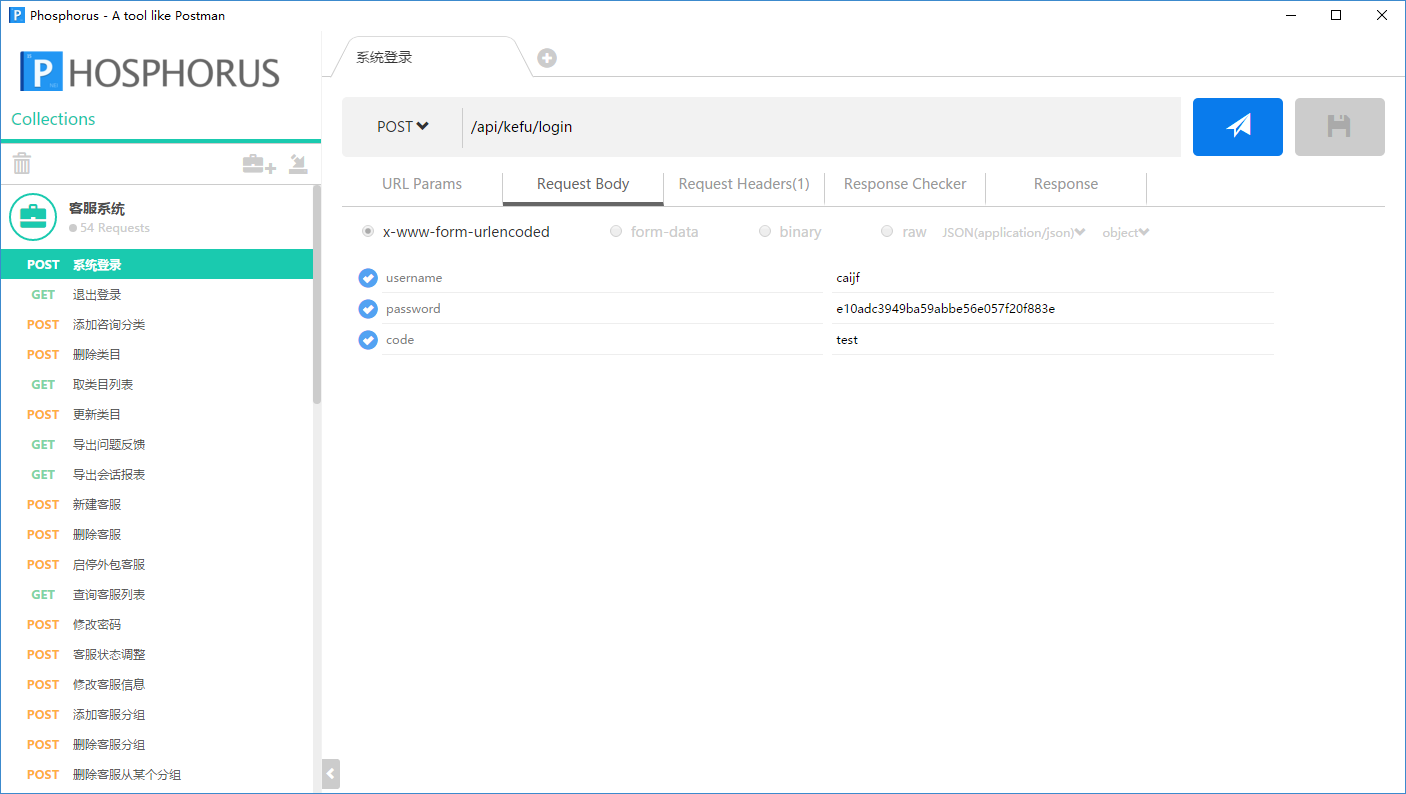 Phosphorus - A tool like Postman
PHOSPHORUS
Collections
客服系统
54 Requests
POST 系统登录
GET 退出登录
POST 添加咨询分类
POST 删除类目
GET 取类目列表
POST 更新类目
GET 导出问题反馈
GET 导出会话报表
POST 新建客服
POST 删除客服
POST 启停外包客服
GET 查询客服列表
POST 修改密码
POST 客服状态调整
POST 修改客服信息
POST 添加客服分组
POST 删除客服分组
POST 删除客服从某个分组
系统登录
POST /api/kefu/login
URL Params Request Body Request Headers(1) Response Checker Response
x-www-form-urlencoded form-data binary raw JSON(application/json) object
username caijf
password e10adc3949ba59abbe56e057f20f883e
code test